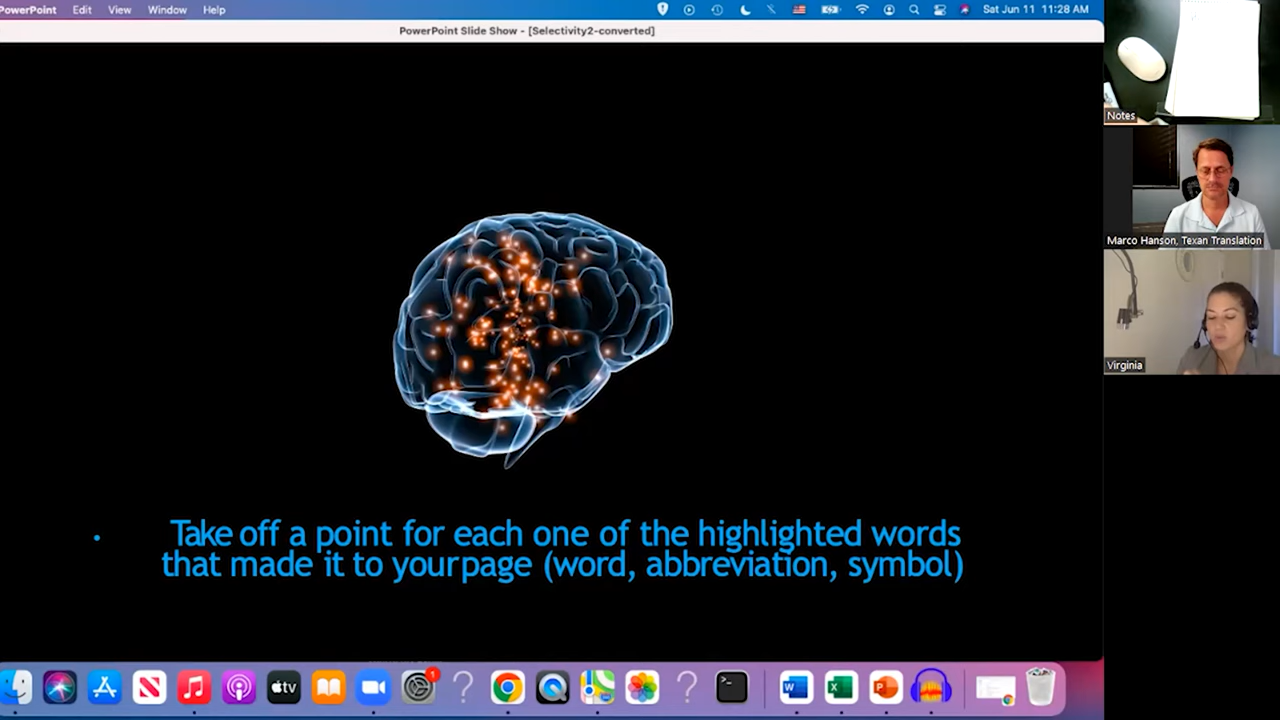 PowerPoint Edit View Window Help Sat Jun 11 11:28 AM
PowerPoint Slide Show - [Selectivity2-converted]
Notes
Marco Hanson, Texan Translation
Virginia
• Take off a point for each one of the highlighted words
that made it to yourpage (word, abbreviation, symbol)
tv
1